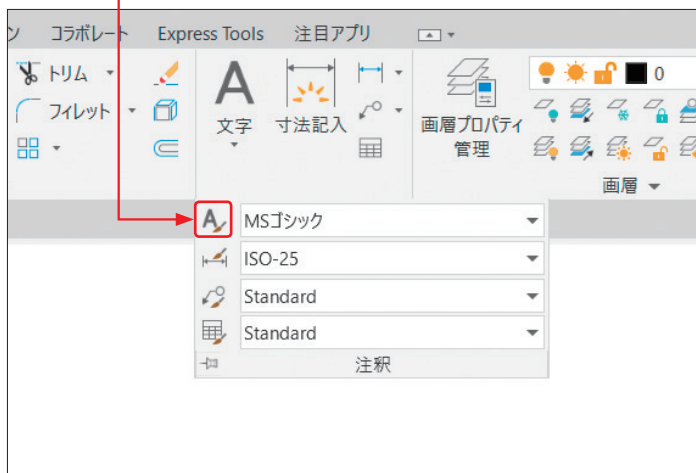 ン コラボレート Express Tools 注目アプリ
トリム
フィレット
文字
寸法記入
画層プロパティ
管理
0
画層
MSゴシック
ISO-25
Standard
Standard
注釈